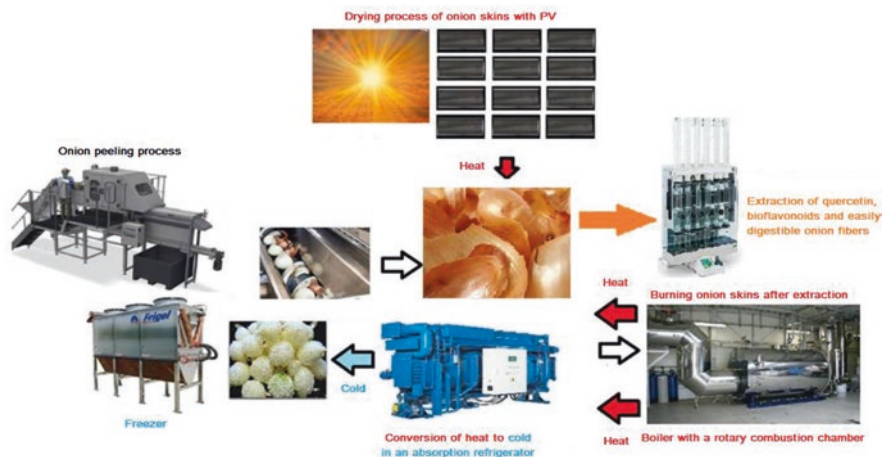 Drying process of onion skins with PV
Onion peeling process
Heat
Extraction of quercetin,
bioflavonoids and easily
digestible onion fibers
Heat
Burning onion skins after extraction
Frigel
Cold
Freezer
Conversion of heat to cold
in an absorption refrigerator
Heat
Boiler with a rotary combustion chamber